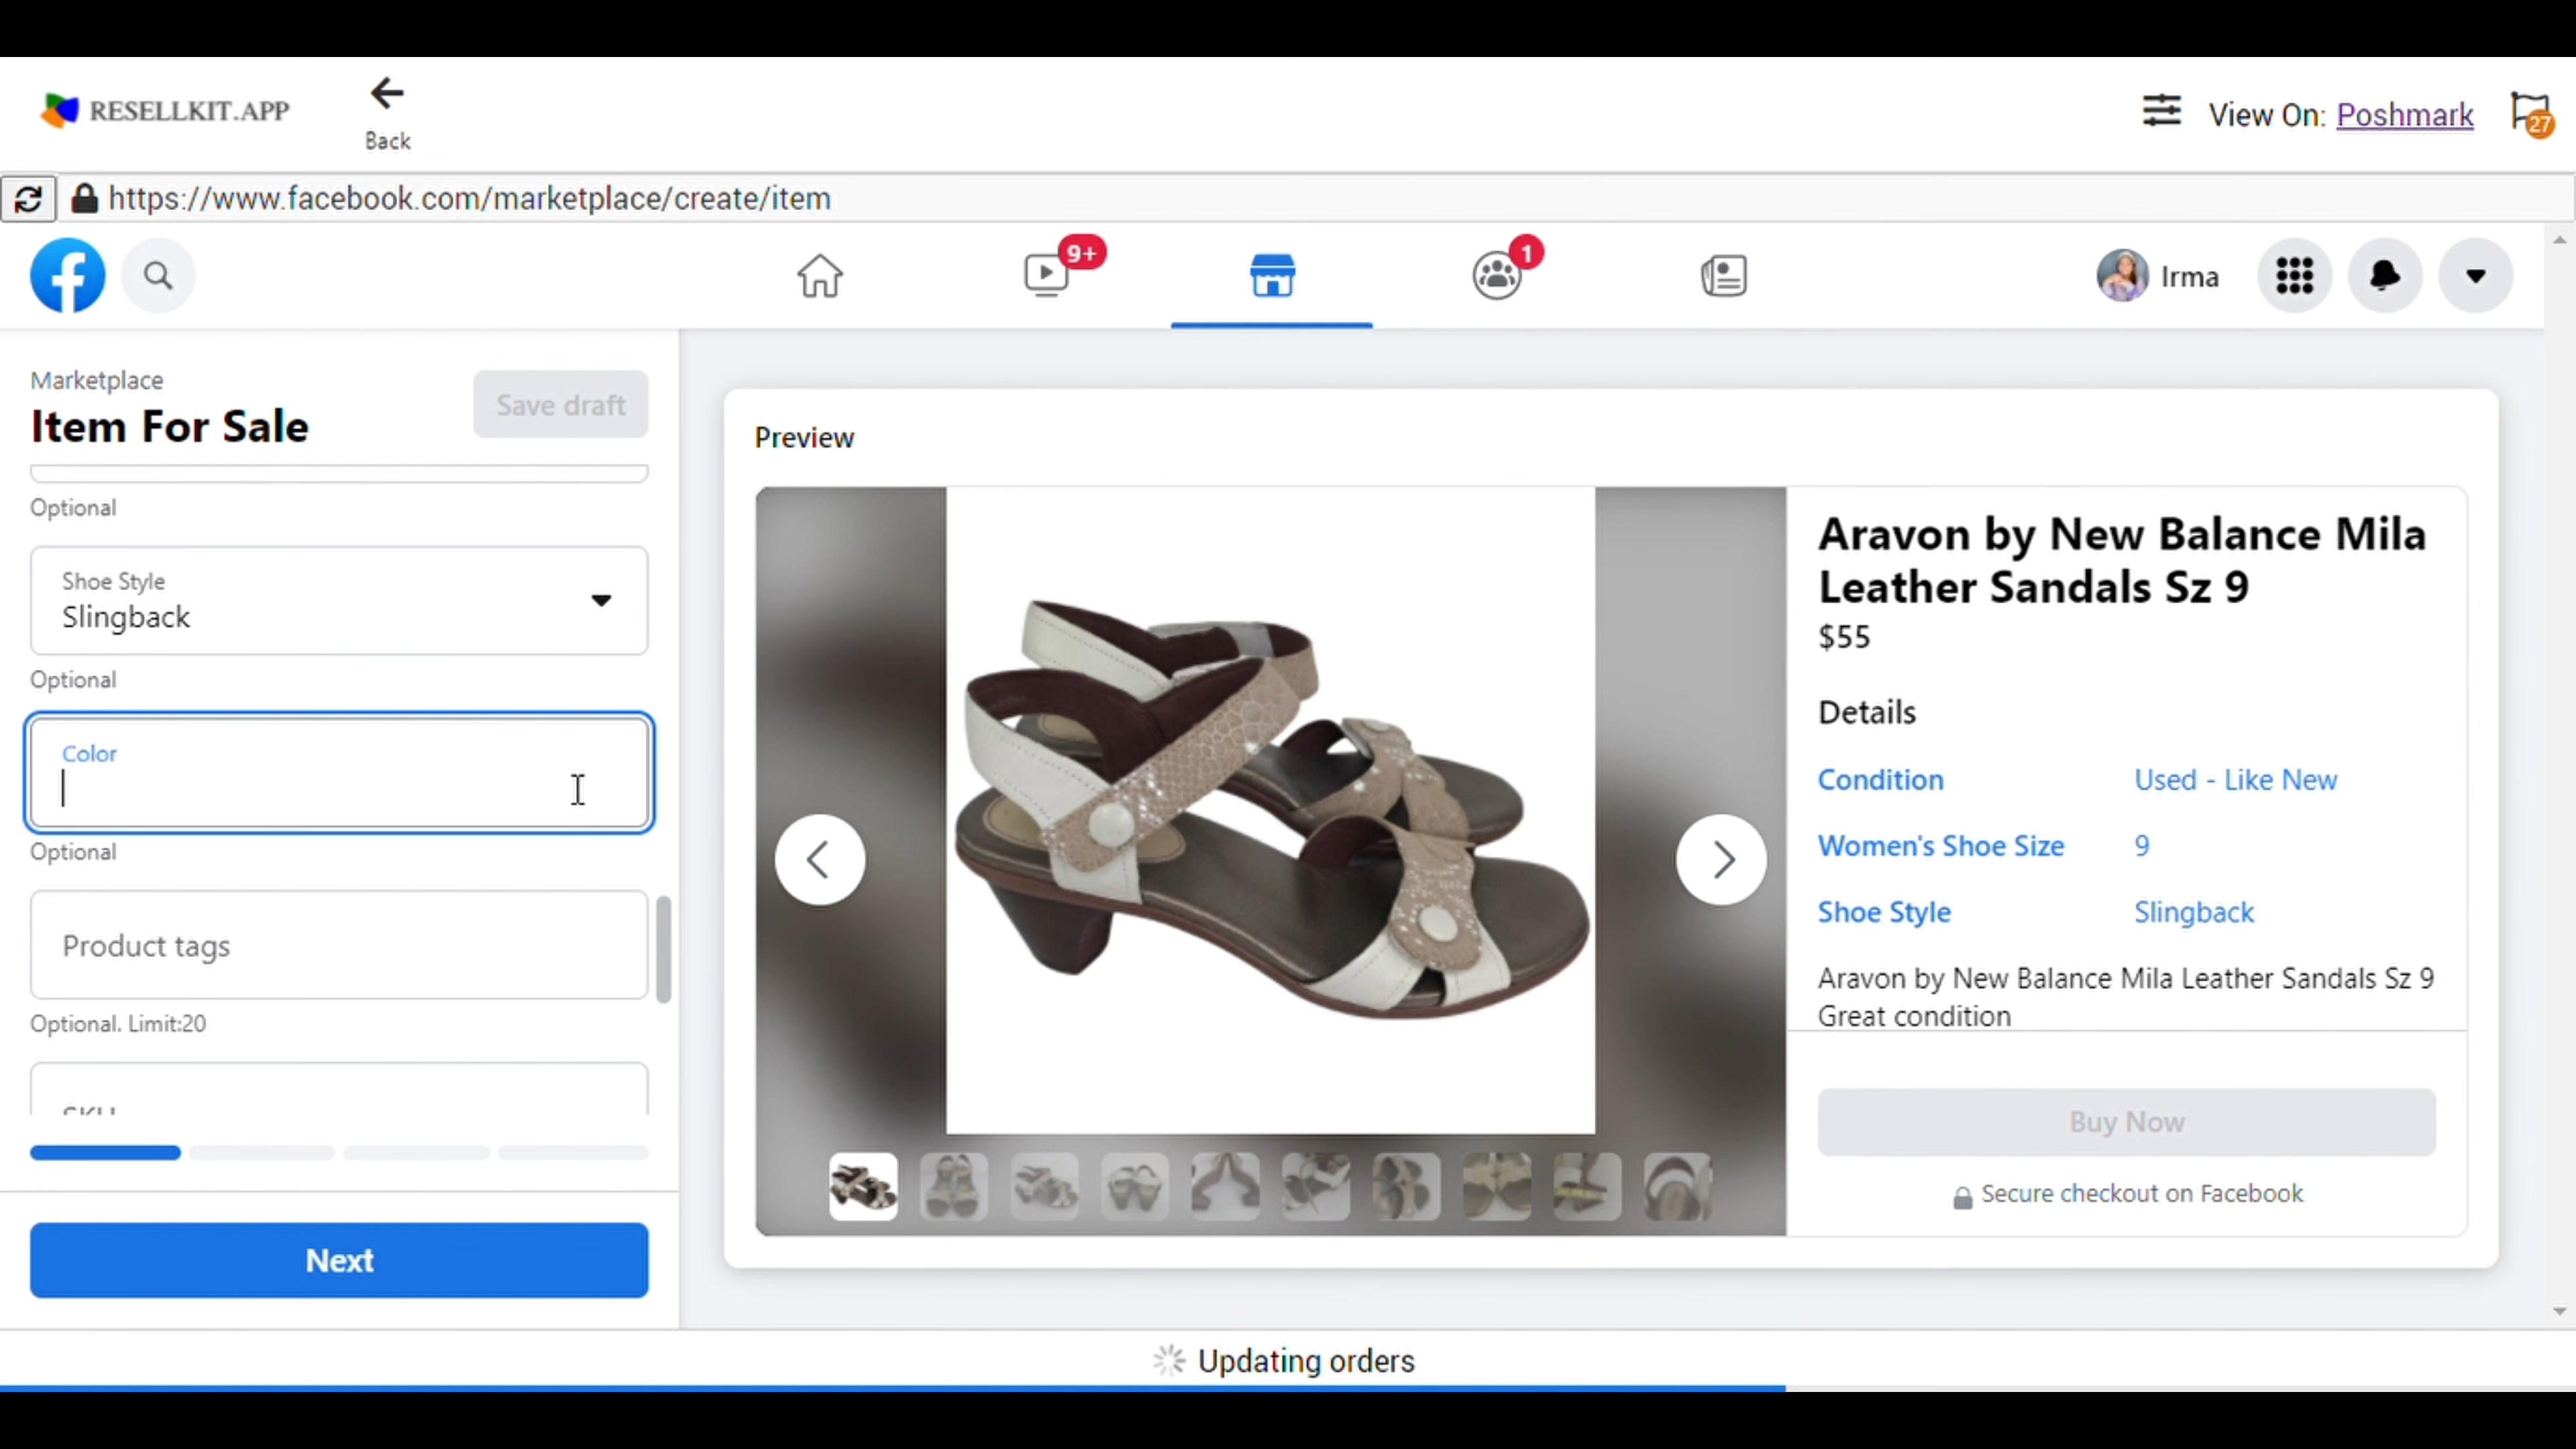 RESELLKIT.APP
Back
View On: Poshmark
27
https://www.facebook.com/marketplace/create/item
9+
1
Irma
Marketplace
Item For Sale
Save draft
Optional
Shoe Style
Slingback
Optional
Color
Optional
Product tags
Optional. Limit:20
SKU
Next
Preview
Aravon by New Balance Mila
Leather Sandals Sz 9
$55
Details
Condition Used - Like New
Women's Shoe Size 9
Shoe Style Slingback
Aravon by New Balance Mila Leather Sandals Sz 9
Great condition
Buy Now
Secure checkout on Facebook
Updating orders